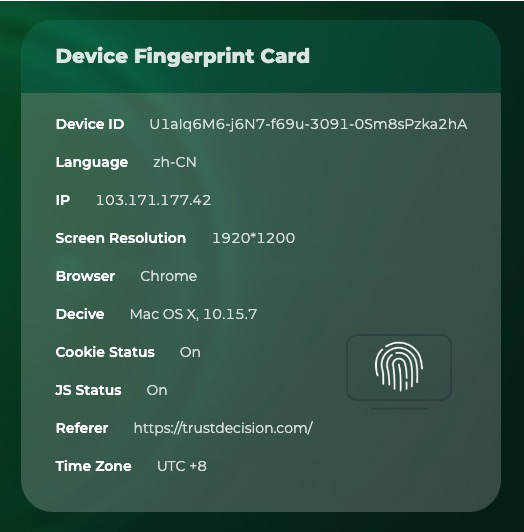 Device Fingerprint Card
Device ID U1aIq6M6-j6N7-f69u-3091-0Sm8sPzka2hA
Language zh-CN
IP 103.171.177.42
Screen Resolution 1920*1200
Browser Chrome
Decive Mac OS X, 10.15.7
Cookie Status On
JS Status On
Referer https://trustdecision.com/
Time Zone UTC +8